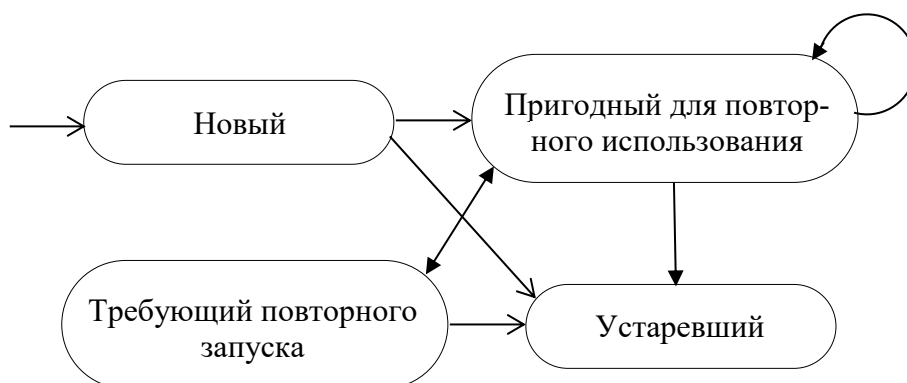 Новый
Пригодный для повтор-
ного использования
Требующий повторного
запуска
Устаревший